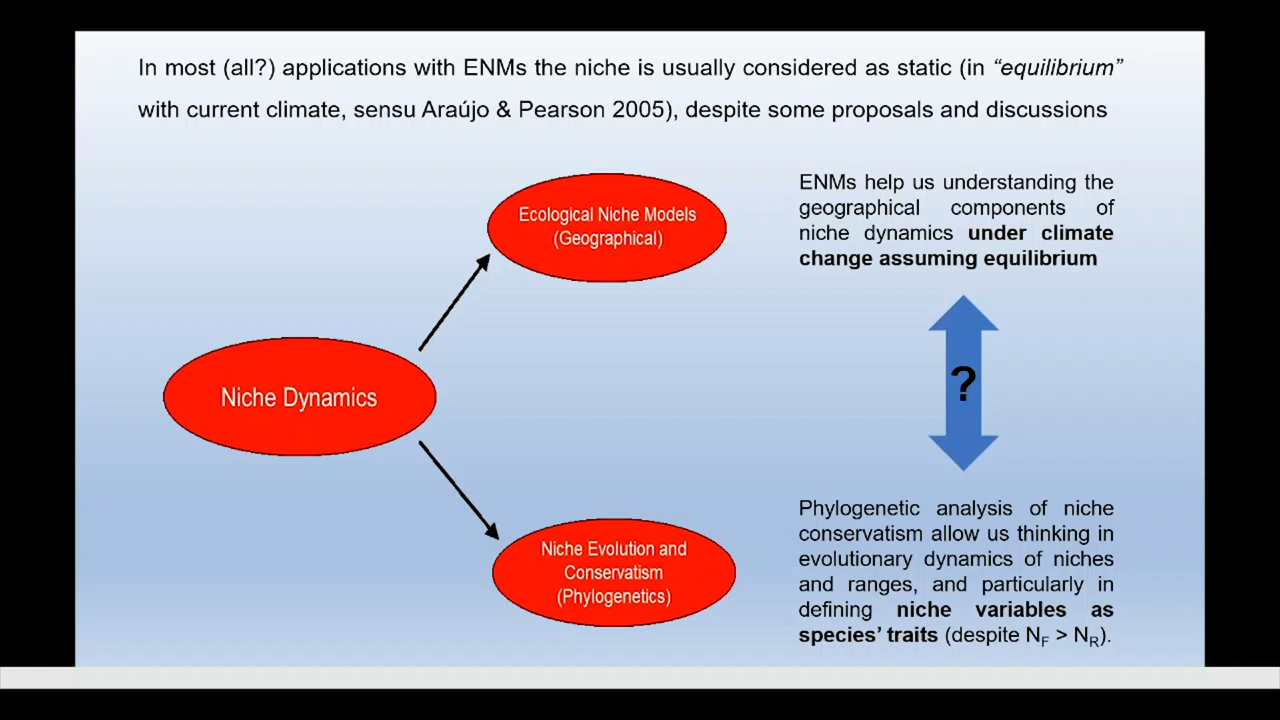 In most (all?) applications with ENMs the niche is usually considered as static (in “equilibrium”
with current climate, sensu Araújo & Pearson 2005), despite some proposals and discussions
Ecological Niche Models
(Geographical)
ENMs help us understanding the
geographical components of
niche dynamics under climate
change assuming equilibrium
Niche Dynamics
?
Niche Evolution and
Conservatism
(Phylogenetics)
Phylogenetic analysis of niche
conservatism allow us thinking in
evolutionary dynamics of niches
and ranges, and particularly in
defining niche variables as
species’ traits (despite NF > NR).